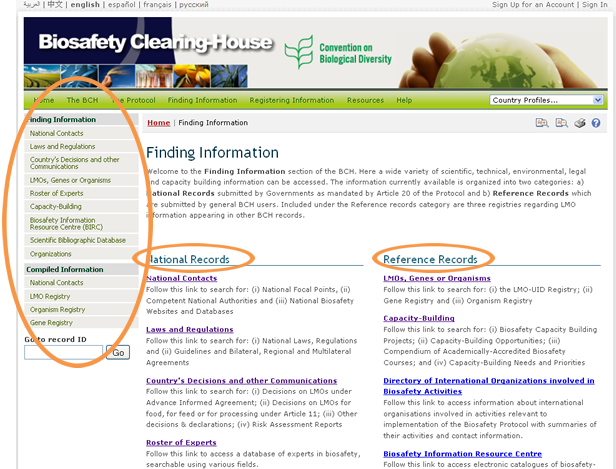 العربية | 中文 | english | español | français | русский
Sign Up for an Account | Sign In
Biosafety Clearing-House
Convention on
Biological Diversity
Home The BCH The Protocol Finding Information Registering Information Resources Help
Country Profiles...
Finding Information
National Contacts
Laws and Regulations
Country's Decisions and other
Communications
LMOs, Genes or Organisms
Roster of Experts
Capacity-Building
Biosafety Information
Resource Centre (BIRC)
Scientific Bibliographic Database
Organizations
Compiled Information
National Contacts
LMO Registry
Organism Registry
Gene Registry
Go to record ID
Go
Home | Finding Information
Finding Information
Welcome to the Finding Information section of the BCH. Here a wide variety of scientific, technical, environmental, legal
and capacity building information can be accessed. The information currently available is organized into two categories: a)
National Records submitted by Governments as mandated by Article 20 of the Protocol and b) Reference Records which
are submitted by general BCH users. Included under the Reference records category are three registries regarding LMO
information appearing in other BCH records.
National Records
National Contacts
Follow this link to search for: (i) National Focal Points, (ii)
Competent National Authorities and (iii) National Biosafety
Websites and Databases
Laws and Regulations
Follow this link to search for: (i) National Laws, Regulations
and (ii) Guidelines and Bilateral, Regional and Multilateral
Agreements
Country's Decisions and other Communications
Follow this link to search for: (i) Decisions on LMOs under
Advance Informed Agreement; (ii) Decisions on LMOs for
food, for feed or for processing under Article 11; (iii) Other
decisions & declarations; (iv) Risk Assessment Reports
Roster of Experts
Follow this link to access a database of experts in biosafety,
searchable using various fields.
Reference Records
LMOs, Genes or Organisms
Follow this link to search for: (i) the LMO-UID Registry; (ii)
Gene Registry and (iii) Organism Registry
Capacity-Building
Follow this link to search for: (i) Biosafety Capacity Building
Projects; (ii) Capacity-Building Opportunities; (iii)
Compendium of Academically-Accredited Biosafety
Courses; and (iv) Capacity-Building Needs and Priorities
Directory of International Organizations involved in
Biosafety Activities
Follow this link to access information about international
organisations involved in activities relevant to
implementation of the Biosafety Protocol with summaries of
their activities and contact information.
Biosafety Information Resource Centre
Follow this link to access electronic catalogues of biosafety-